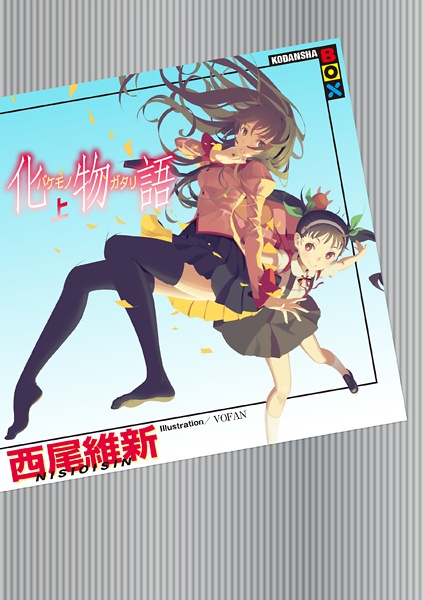 KODANSHA
BOX
化物語
バケモノガタリ
上
西尾維新
NISIOISIN
Illustration/VOFAN